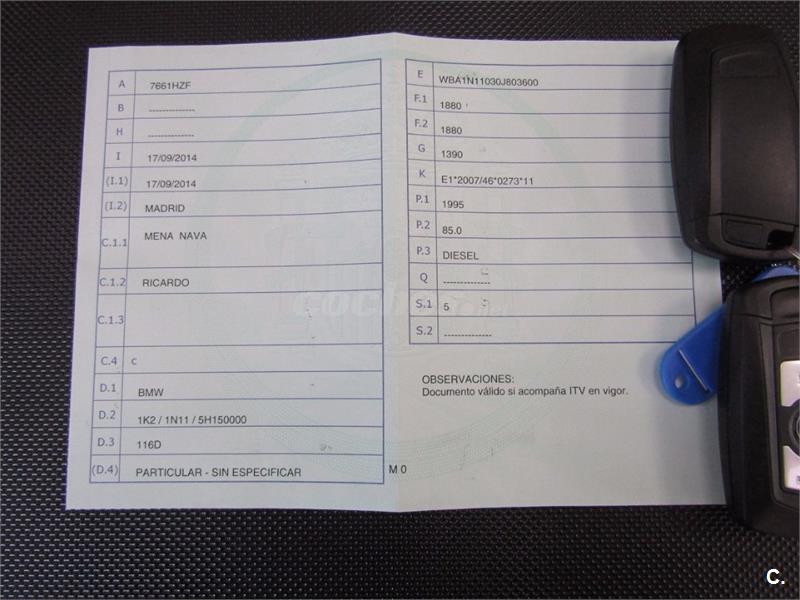 A 7661HZF
B --------------
H --------------
I 17/09/2014
(I.1) 17/09/2014
(I.2) MADRID
C.1.1 MENA NAVA
C.1.2 RICARDO
C.1.3
C.4 c
D.1 BMW
D.2 1K2 / 1N11 / 5H150000
D.3 116D
(D.4) PARTICULAR - SIN ESPECIFICAR
M 0
E WBA1N11030J803600
F.1 1880
F.2 1880
G 1390
K E1*2007/46*0273*11
P.1 1995
P.2 85.0
P.3 DIESEL
Q --------------
S.1 5
S.2 --------------
OBSERVACIONES:
Documento válido si acompaña ITV en vigor.
C.